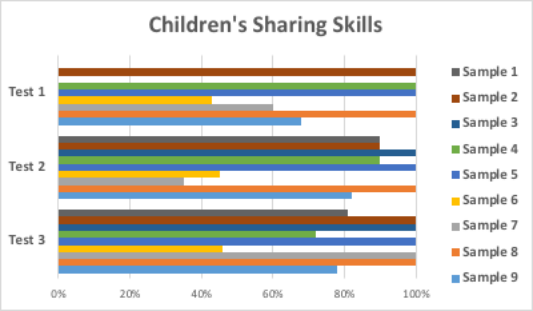 Children's Sharing Skills
Test 1
Test 2
Test 3
0%
20%
40%
60%
80%
100%
Sample 1
Sample 2
Sample 3
Sample 4
Sample 5
Sample 6
Sample 7
Sample 8
Sample 9